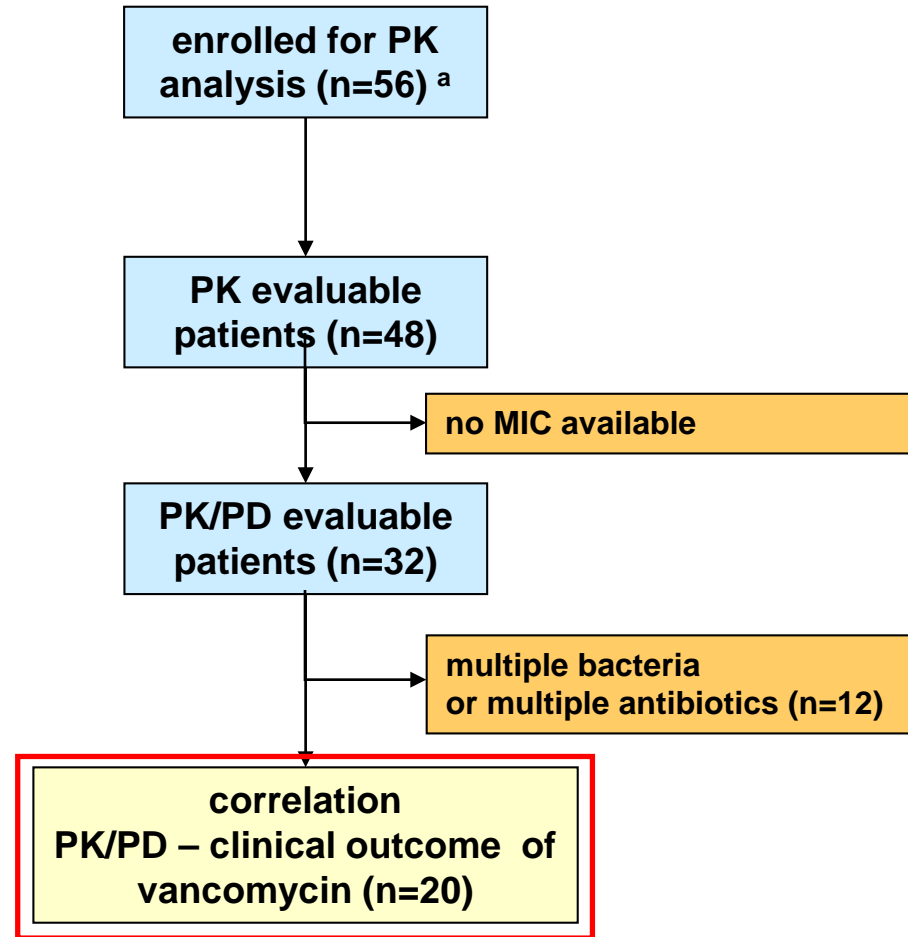 enrolled for PK
analysis (n=56) a
PK evaluable
patients (n=48)
no MIC available
PK/PD evaluable
patients (n=32)
multiple bacteria
or multiple antibiotics (n=12)
correlation
PK/PD – clinical outcome of
vancomycin (n=20)